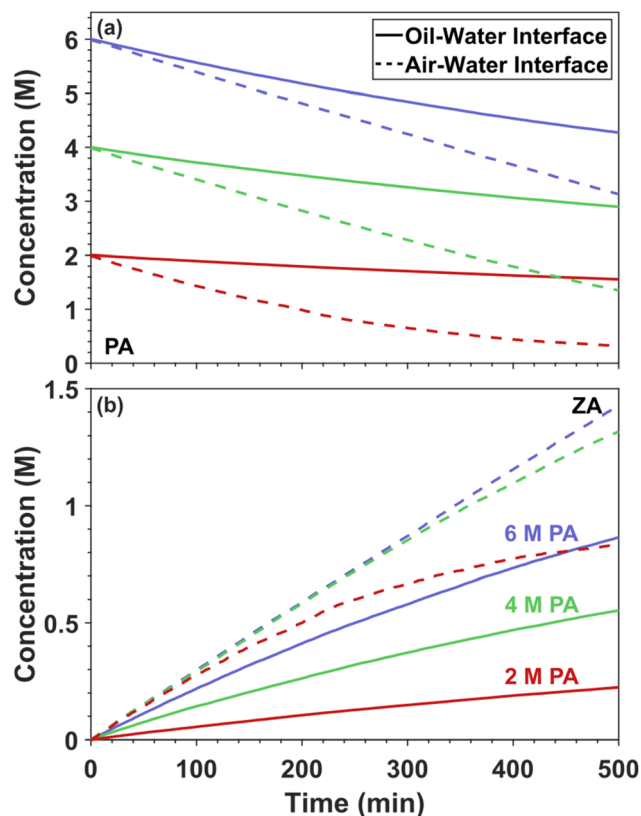 (a)
Oil-Water Interface
Air-Water Interface
6
5
4
3
2
1
0
Concentration (M)
PA
(b)
ZA
1.5
1
0.5
0
Concentration (M)
6 M PA
4 M PA
2 M PA
0 100 200 300 400 500
Time (min)